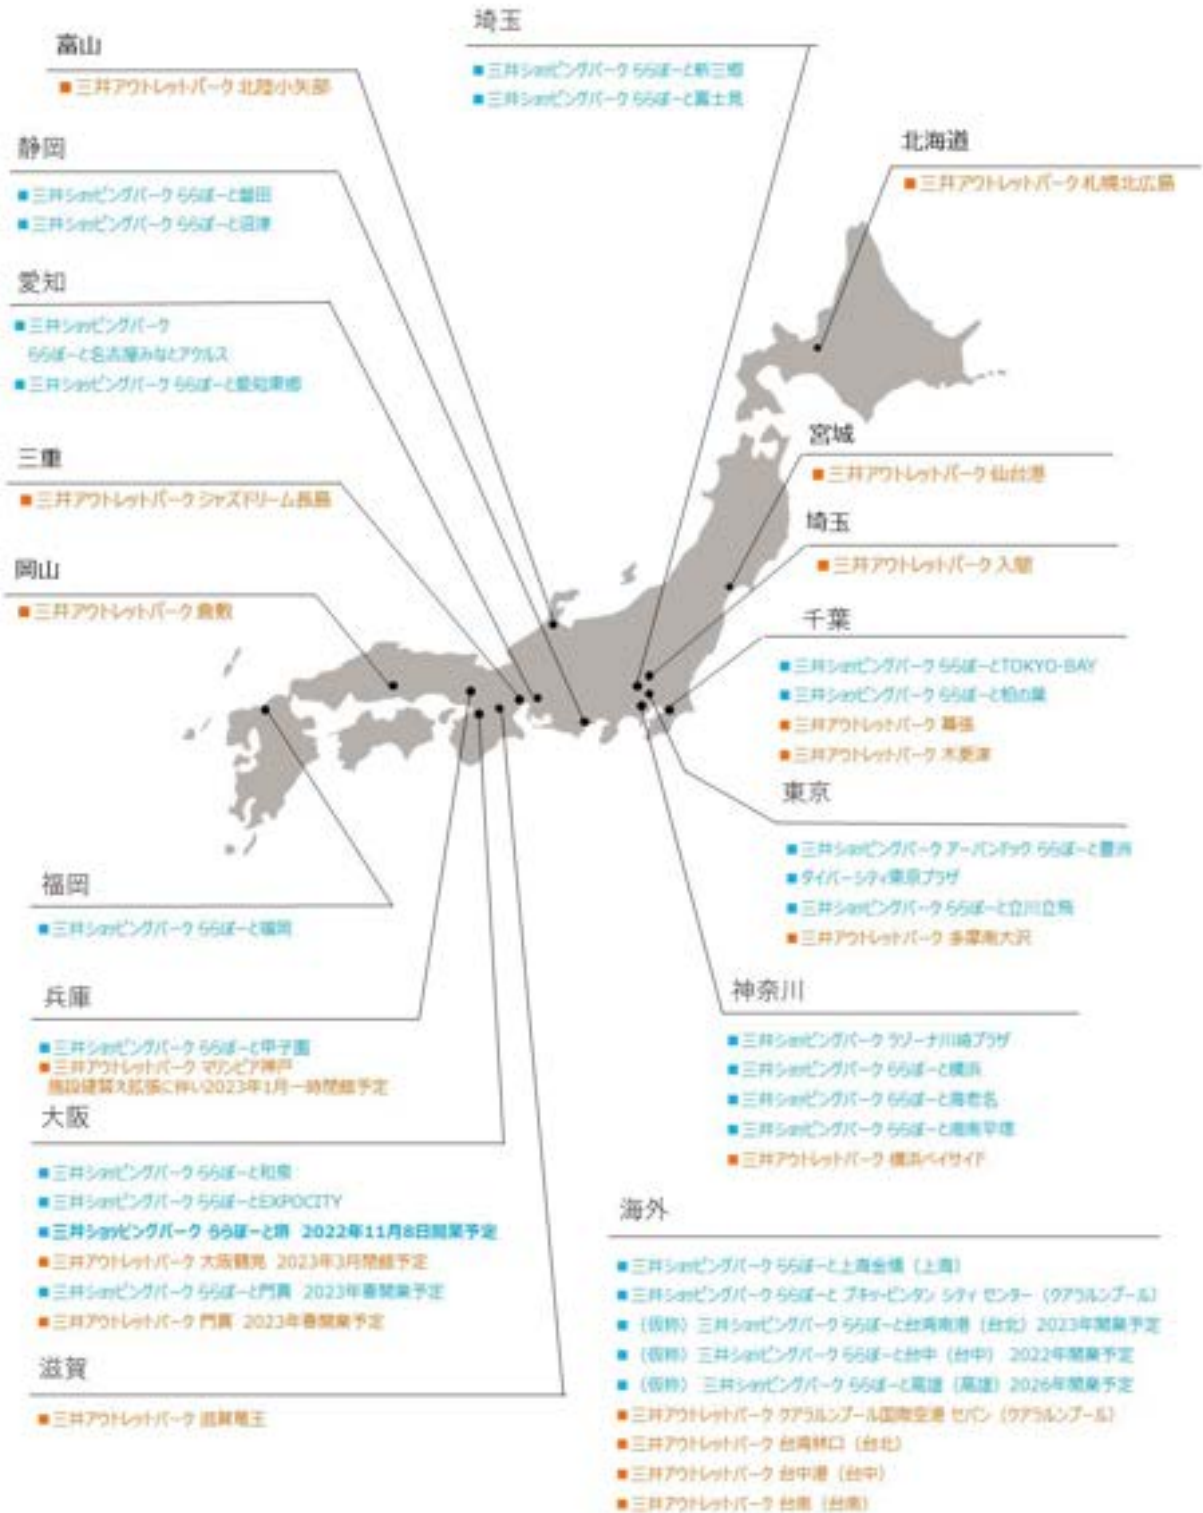 富山
■三井アウトレットパーク 北陸小矢部
静岡
■三井ショッピングパーク ららぽーと磐田
■三井ショッピングパーク ららぽーと沼津
愛知
■三井ショッピングパーク
ららぽーと名古屋みなとアクルス
■三井ショッピングパーク ららぽーと愛知東郷
三重
■三井アウトレットパーク ジャズドリーム長島
岡山
■三井アウトレットパーク 倉敷
埼玉
■三井ショッピングパーク ららぽーと新三郷
■三井ショッピングパーク ららぽーと富士見
北海道
■三井アウトレットパーク 札幌北広島
宮城
■三井アウトレットパーク 仙台港
埼玉
■三井アウトレットパーク 入間
千葉
■三井ショッピングパーク ららぽーとTOKYO-BAY
■三井ショッピングパーク ららぽーと柏の葉
■三井アウトレットパーク 幕張
■三井アウトレットパーク 木更津
東京
■三井ショッピングパーク アーバンドック ららぽーと豊洲
■ダイバーシティ東京プラザ
■三井ショッピングパーク ららぽーと立川立飛
■三井アウトレットパーク 多摩南大沢
神奈川
■三井ショッピングパーク ラゾーナ川崎プラザ
■三井ショッピングパーク ららぽーと横浜
■三井ショッピングパーク ららぽーと海老名
■三井ショッピングパーク ららぽーと湘南平塚
■三井アウトレットパーク 横浜ベイサイド
福岡
■三井ショッピングパーク ららぽーと福岡
兵庫
■三井ショッピングパーク ららぽーと甲子園
■三井アウトレットパーク マリンピア神戸
施設建替え拡張に伴い2023年1月一時閉館予定
大阪
■三井ショッピングパーク ららぽーと和泉
■三井ショッピングパーク ららぽーとEXPOCITY
■三井ショッピングパーク ららぽーと堺 2022年11月8日開業予定
■三井アウトレットパーク 大阪鶴見 2023年3月閉館予定
■三井ショッピングパーク ららぽーと門真 2023年春開業予定
■三井アウトレットパーク 門真 2023年春開業予定
滋賀
■三井アウトレットパーク 滋賀竜王
海外
■三井ショッピングパーク ららぽーと上海金橋（上海）
■三井ショッピングパーク ららぽーと ブキッ・ビンタン シティ センター（クアラルンプール）
■（仮称）三井ショッピングパーク ららぽーと台湾南港（台北）2023年開業予定
■（仮称）三井ショッピングパーク ららぽーと台中（台中） 2022年開業予定
■（仮称） 三井ショッピングパーク ららぽーと高雄（高雄）2026年開業予定
■三井アウトレットパーク クアラルンプール国際空港 セパン（クアラルンプール）
■三井アウトレットパーク 台湾林口（台北）
■三井アウトレットパーク 台中港（台中）
■三井アウトレットパーク 台南（台南）